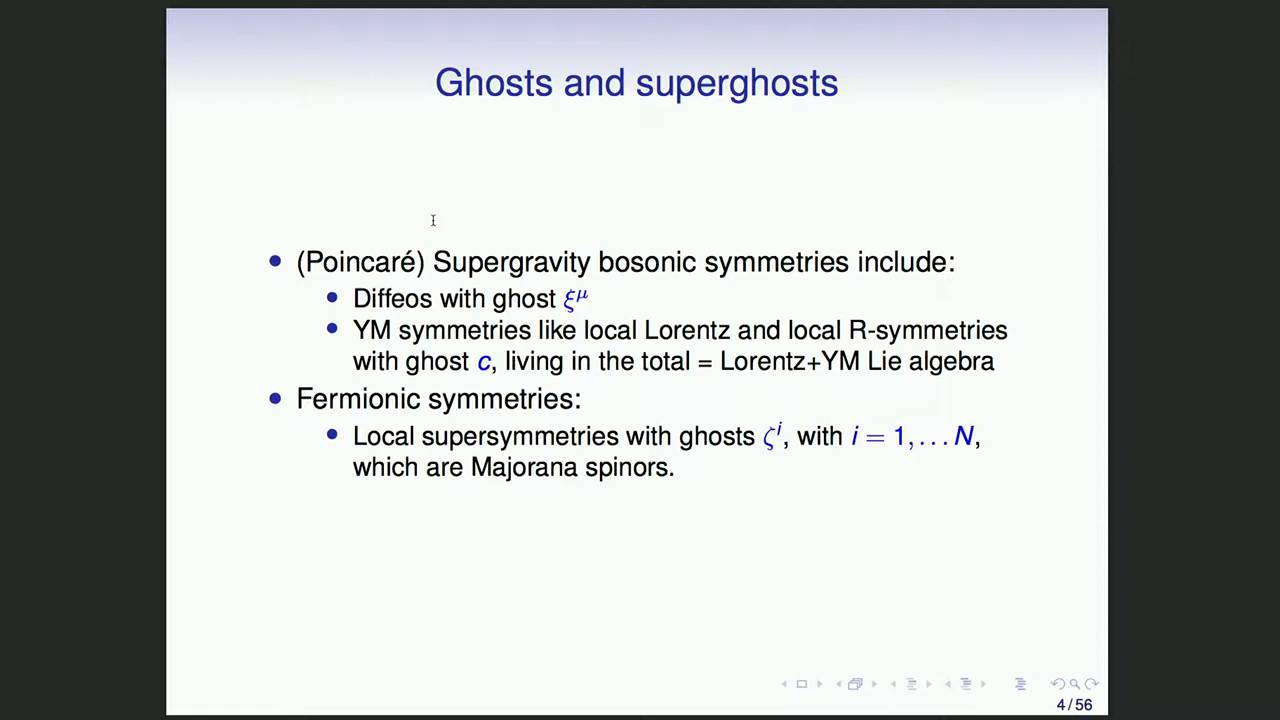 Ghosts and superghosts
• (Poincaré) Supergravity bosonic symmetries include:
• Diffeos with ghost ξ^μ
• YM symmetries like local Lorentz and local R-symmetries
with ghost c, living in the total = Lorentz+YM Lie algebra
• Fermionic symmetries:
• Local supersymmetries with ghosts ζ^i, with i = 1, . . . N,
which are Majorana spinors.
4 / 56